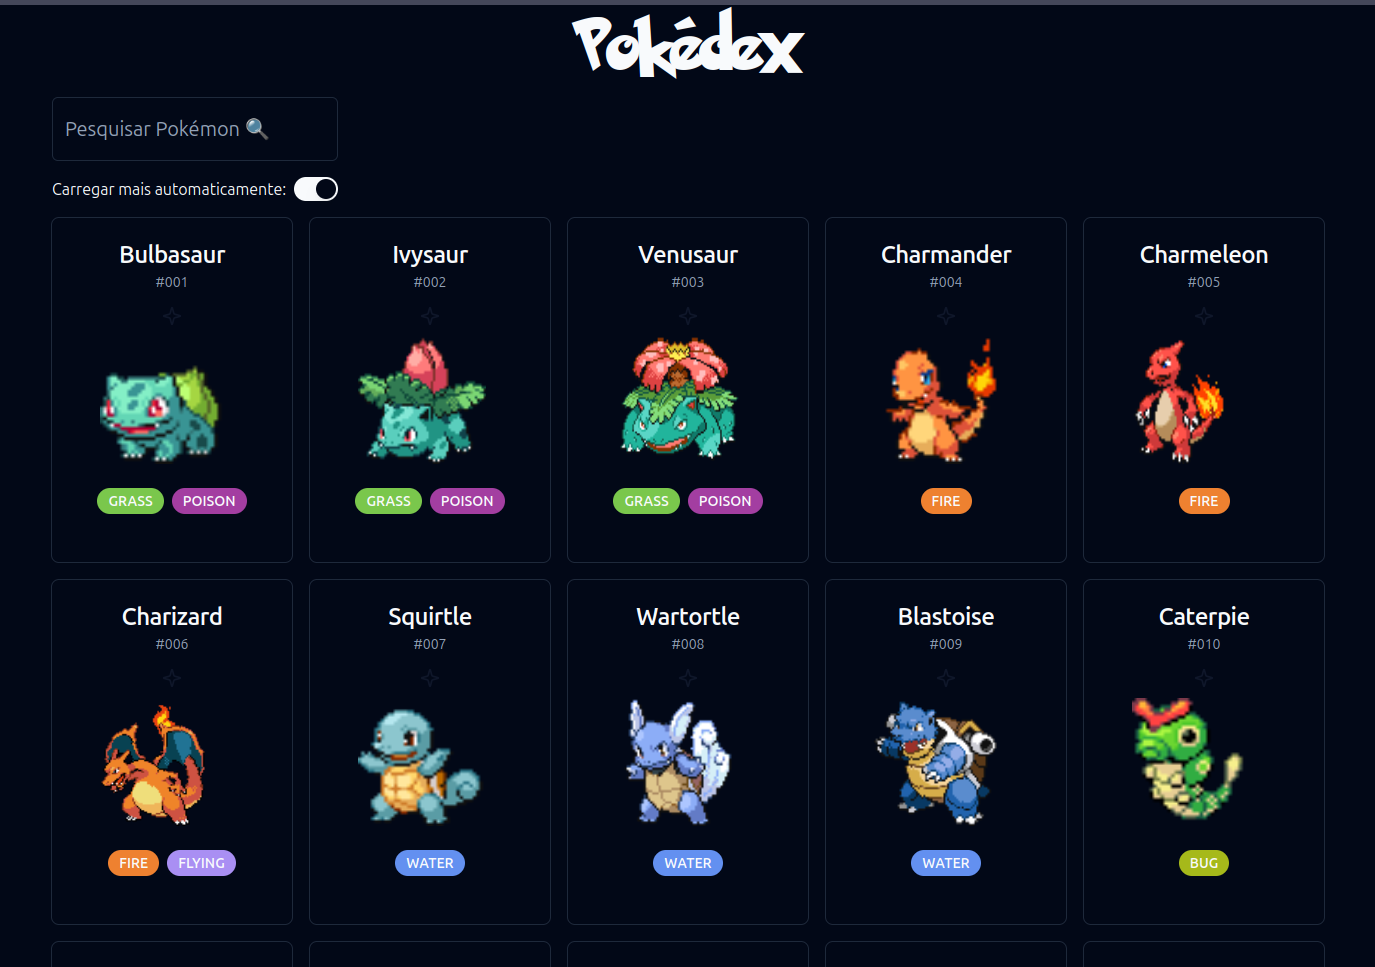 Pokédex
Pesquisar Pokémon 🔍
Carregar mais automaticamente:
Bulbasaur
#001
GRASS POISON
Ivysaur
#002
GRASS POISON
Venusaur
#003
GRASS POISON
Charmander
#004
FIRE
Charmeleon
#005
FIRE
Charizard
#006
FIRE FLYING
Squirtle
#007
WATER
Wartortle
#008
WATER
Blastoise
#009
WATER
Caterpie
#010
BUG